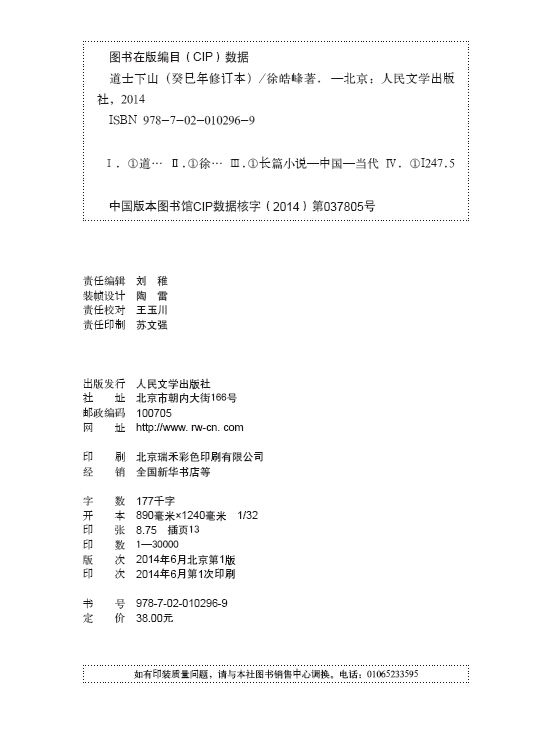 图书在版编目（CIP）数据
道士下山（癸巳年修订本）/徐皓峰著．—北京：人民文学出版
社，2014
ISBN 978-7-02-010296-9
Ⅰ．①道… Ⅱ.①徐… Ⅲ.①长篇小说—中国—当代 Ⅳ．①I247.5
中国版本图书馆CIP数据核字（2014）第037805号
责任编辑 刘 稚
装帧设计 陶 雷
责任校对 王玉川
责任印制 苏文强
出版发行 人民文学出版社
社 址 北京市朝内大街166号
邮政编码 100705
网 址 http://www.rw-cn.com
印 刷 北京瑞禾彩色印刷有限公司
经 销 全国新华书店等
字 数 177千字
开 本 890毫米×1240毫米 1/32
印 张 8.75 插页13
印 数 1—30000
版 次 2014年6月北京第1版
印 次 2014年6月第1次印刷
书 号 978-7-02-010296-9
定 价 38.00元
如有印装质量问题，请与本社图书销售中心调换。电话：01065233595